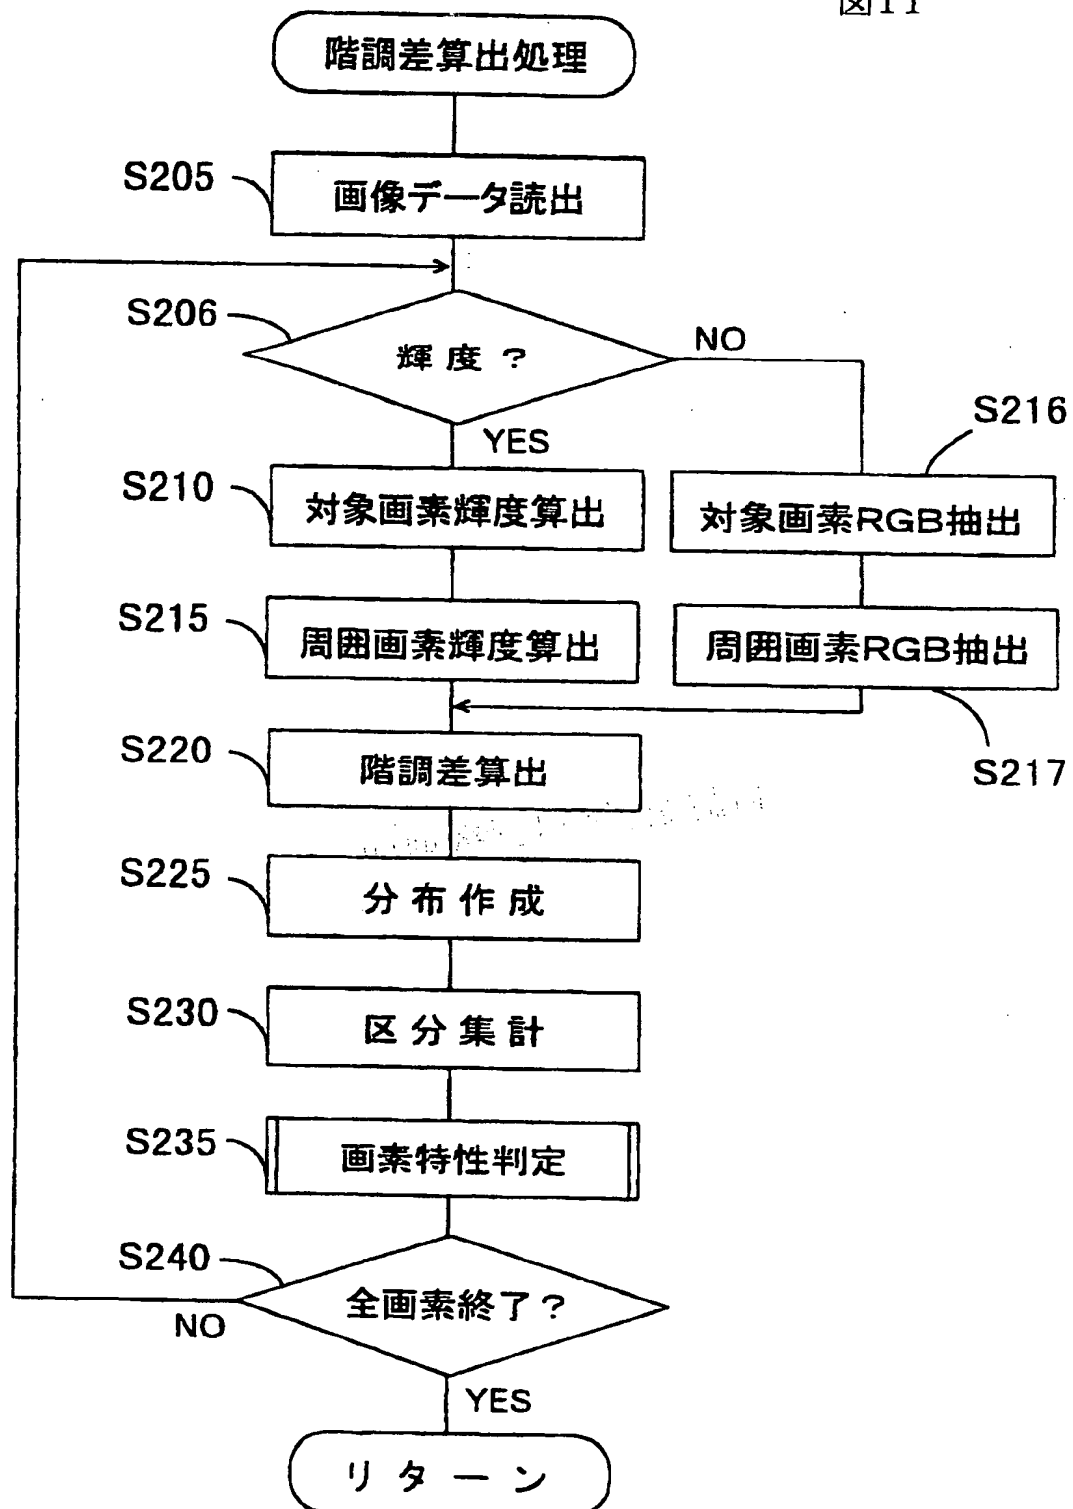 図11
階調差算出処理
S205
画像データ読出
S206
輝度?
NO
YES
S216
S210
対象画素輝度算出
対象画素RGB抽出
S215
周囲画素輝度算出
周囲画素RGB抽出
S217
S220
階調差算出
S225
分布作成
S230
区分集計
S235
画素特性判定
S240
全画素終了?
NO
YES
リターン